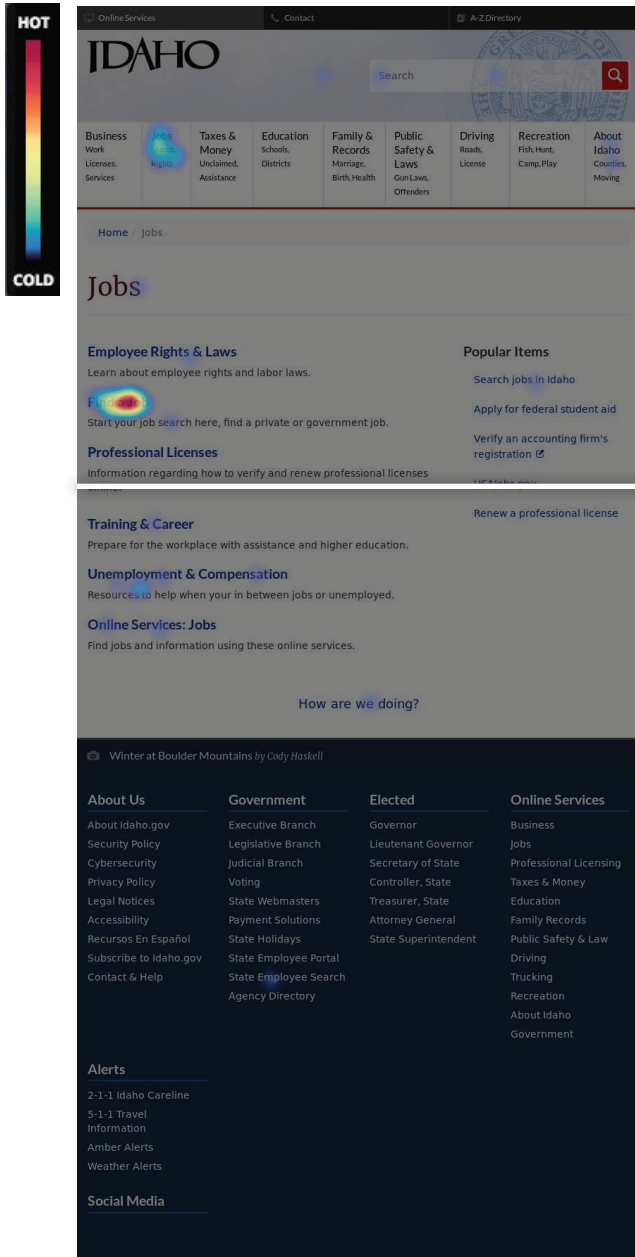 HOT
COLD
Online Services
Contact
A-Z Directory
IDAHO
Search
Business
Work
Licenses,
Services
Jobs
Search,
Rights
Taxes &
Money
Unclaimed,
Assistance
Education
Schools,
Districts
Family &
Records
Marriage,
Birth, Health
Public
Safety &
Laws
Gun Laws,
Offenders
Driving
Roads,
License
Recreation
Fish, Hunt,
Camp, Play
About
Idaho
Counties,
Moving
Home / Jobs
Jobs
Employee Rights & Laws
Learn about employee rights and labor laws.
Find a Job
Start your job search here, find a private or government job.
Professional Licenses
Information regarding how to verify and renew professional licenses
online.
Training & Career
Prepare for the workplace with assistance and higher education.
Unemployment & Compensation
Resources to help when your in between jobs or unemployed.
Online Services: Jobs
Find jobs and information using these online services.
Popular Items
Search jobs in Idaho
Apply for federal student aid
Verify an accounting firm's
registration
USAJobs.gov
Renew a professional license
How are we doing?
Winter at Boulder Mountains by Cody Haskell
About Us
About Idaho.gov
Security Policy
Cybersecurity
Privacy Policy
Legal Notices
Accessibility
Recursos En Español
Subscribe to Idaho.gov
Contact & Help
Government
Executive Branch
Legislative Branch
Judicial Branch
Voting
State Webmasters
Payment Solutions
State Holidays
State Employee Portal
State Employee Search
Agency Directory
Elected
Governor
Lieutenant Governor
Secretary of State
Controller, State
Treasurer, State
Attorney General
State Superintendent
Online Services
Business
Jobs
Professional Licensing
Taxes & Money
Education
Family Records
Public Safety & Law
Driving
Trucking
Recreation
About Idaho
Government
Alerts
2-1-1 Idaho Careline
5-1-1 Travel
Information
Amber Alerts
Weather Alerts
Social Media